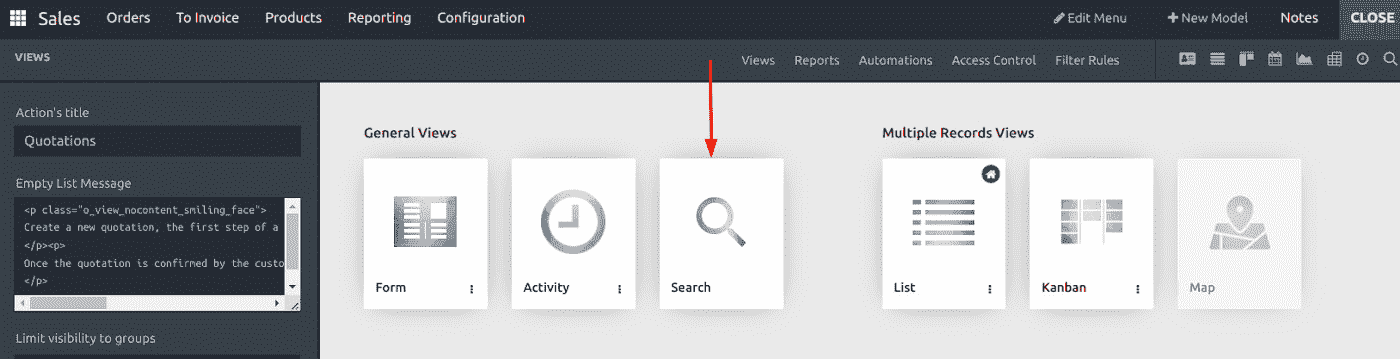 Sales Orders To Invoice Products Reporting Configuration Edit Menu New Model Notes CLOSE
VIEWS Views Reports Automations Access Control Filter Rules
Action's title
Quotations
Empty List Message
<p class="o_view_nocontent_smiling_face">
Create a new quotation, the first step of a
</p><p>
Once the quotation is confirmed by the custo
</p>
Limit visibility to groups
General Views
Form
Activity
Search
Multiple Records Views
List
Kanban
Map